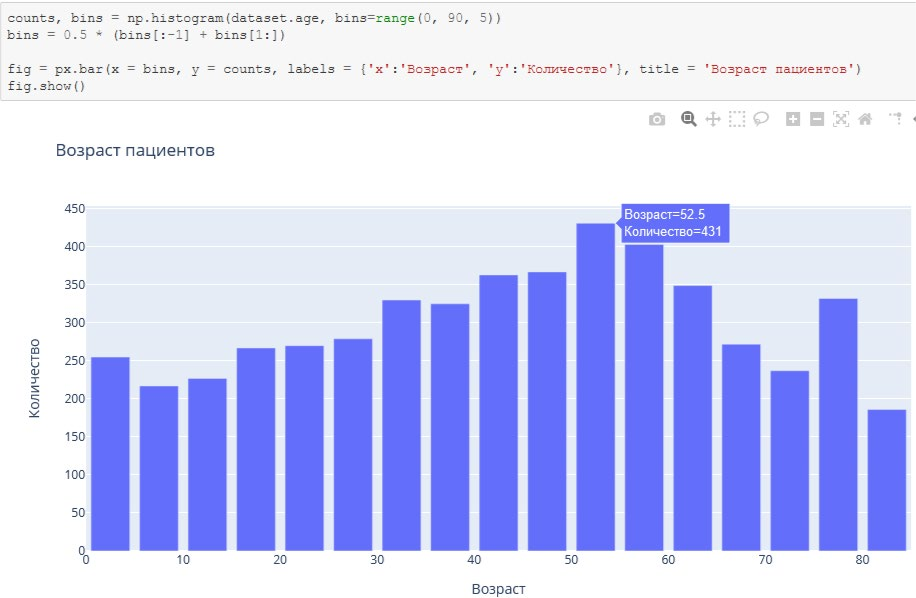 counts, bins = np.histogram(dataset.age, bins=range(0, 90, 5))
bins = 0.5 * (bins[:-1] + bins[1:])
fig = px.bar(x = bins, y = counts, labels = {'x':'Возраст', 'y':'Количество'}, title = 'Возраст пациентов')
fig.show()
Возраст пациентов
Возраст=52.5
Количество=431
450
400
350
300
250
200
150
100
50
0
Количество
0 10 20 30 40 50 60 70 80
Возраст